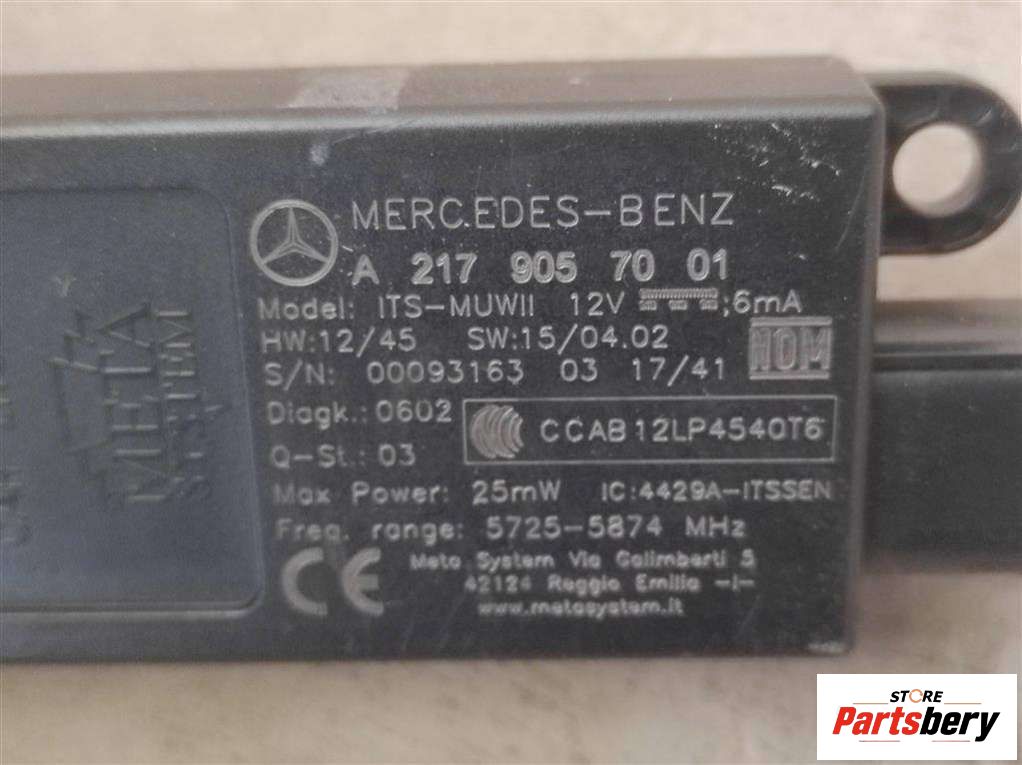 MERCEDES-BENZ
A 217 905 70 01
Model: ITS-MUWII 12V ;6mA
HW:12/45 SW:15/04.02
NOM
S/N: 00093163 03 17/41
Diagk.:0602
CCAB12LP4540T6
Q-St.: 03
Max Power: 25mW IC:4429A-ITSSEN
Freq. range: 5725-5874 MHz
CE
Meta System Via Galimberti 5
42124 Reggio Emilia -I-
www.metasystem.it
META
SYSTEM
STORE
Partsbery